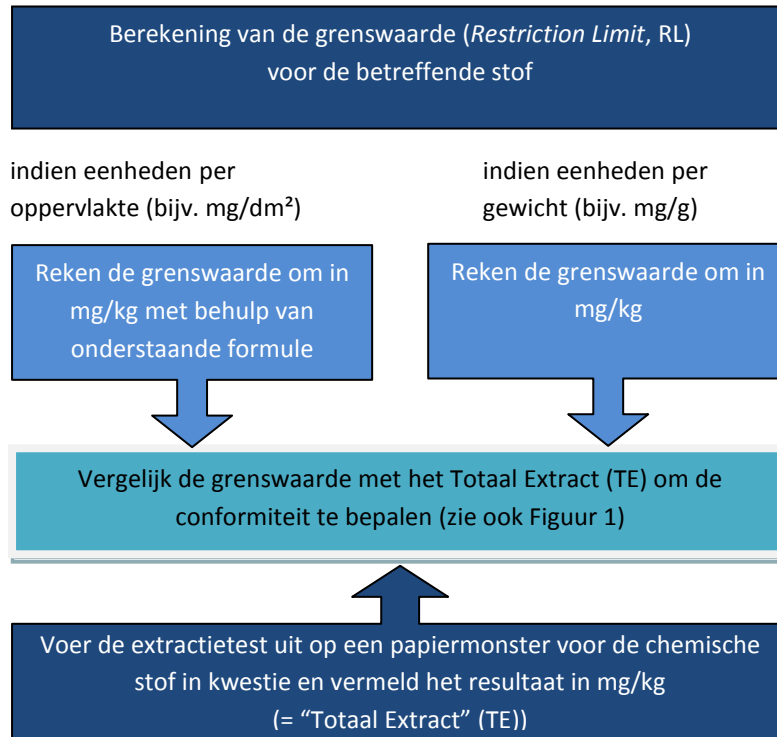 Berekening van de grenswaarde (Restriction Limit, RL)
voor de betreffende stof
indien eenheden per
oppervlakte (bijv. mg/dm²)
indien eenheden per
gewicht (bijv. mg/g)
Reken de grenswaarde om in
mg/kg met behulp van
onderstaande formule
Reken de grenswaarde om in
mg/kg
Vergelijk de grenswaarde met het Totaal Extract (TE) om de
conformiteit te bepalen (zie ook Figuur 1)
Voer de extractietest uit op een papiermonster voor de chemische
stof in kwestie en vermeld het resultaat in mg/kg
(= “Totaal Extract” (TE))